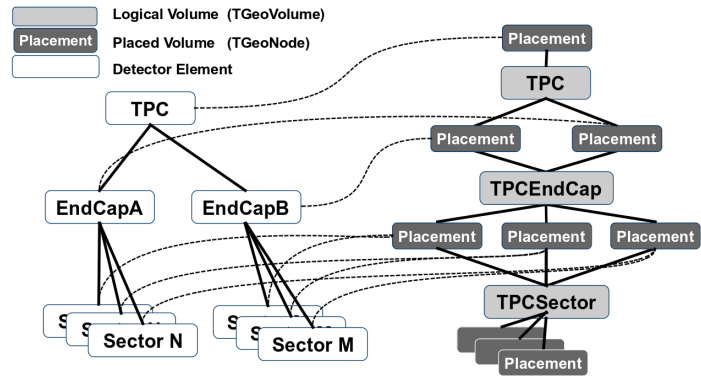 Logical Volume (TGeoVolume)
Placement Placed Volume (TGeoNode)
Detector Element
Placement
TPC
TPC
Placement Placement
EndCapA EndCapB
TPCEndCap
Placement Placement Placement
TPCSector
Sector N
Sector M
Placement